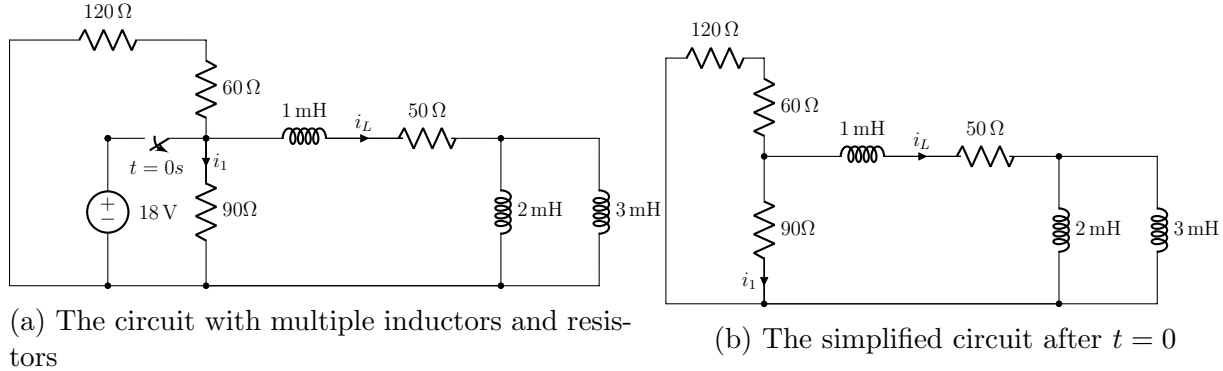 120 Ω
60 Ω
1 mH
i_L
50 Ω
t = 0s
i_1
18 V
+
−
90Ω
2 mH
3 mH
(a) The circuit with multiple inductors and resis-
tors
120 Ω
60 Ω
1 mH
i_L
50 Ω
90Ω
i_1
2 mH
3 mH
(b) The simplified circuit after t = 0